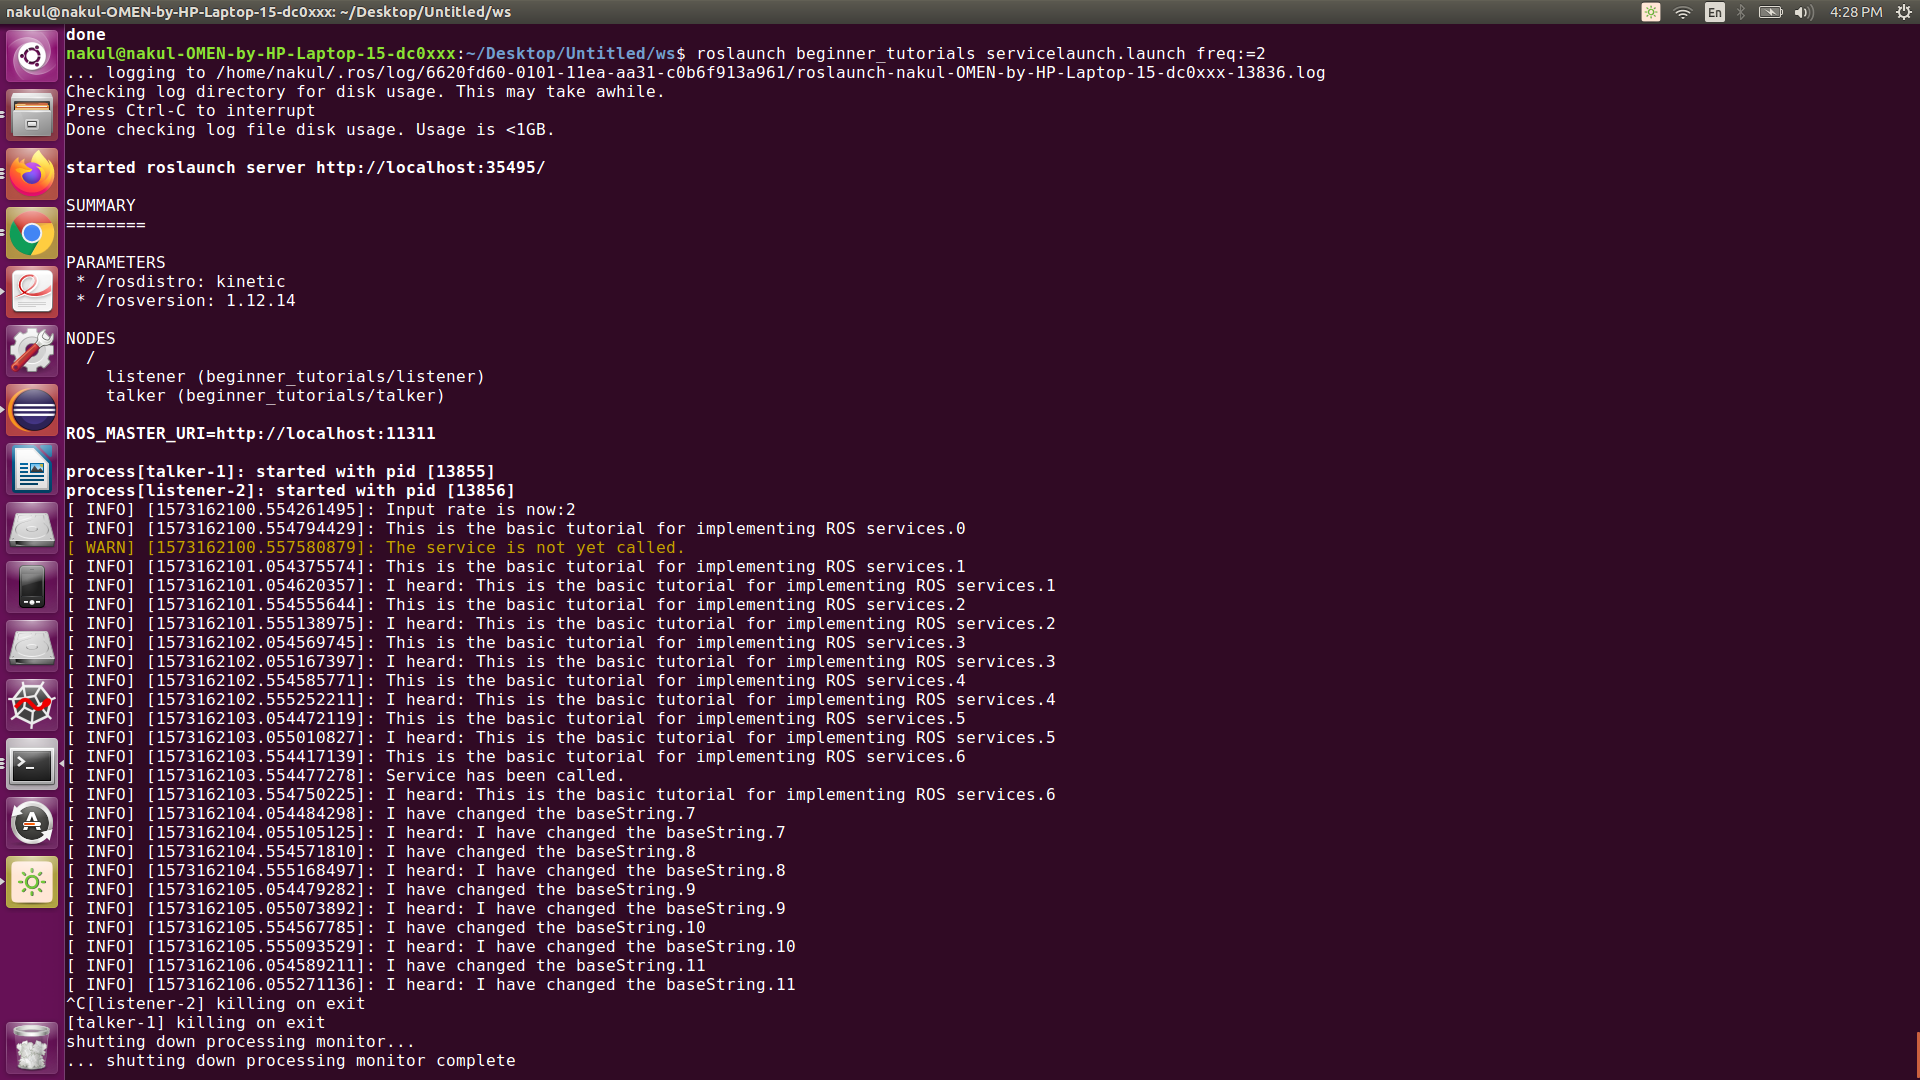 nakul@nakul-OMEN-by-HP-Laptop-15-dc0xxx: ~/Desktop/Untitled/ws
En
4:28 PM
done
nakul@nakul-OMEN-by-HP-Laptop-15-dc0xxx:~/Desktop/Untitled/ws$ roslaunch beginner_tutorials servicelaunch.launch freq:=2
... logging to /home/nakul/.ros/log/6620fd60-0101-11ea-aa31-c0b6f913a961/roslaunch-nakul-OMEN-by-HP-Laptop-15-dc0xxx-13836.log
Checking log directory for disk usage. This may take awhile.
Press Ctrl-C to interrupt
Done checking log file disk usage. Usage is <1GB.
started roslaunch server http://localhost:35495/
SUMMARY
========
PARAMETERS
* /rosdistro: kinetic
* /rosversion: 1.12.14
NODES
/
listener (beginner_tutorials/listener)
talker (beginner_tutorials/talker)
ROS_MASTER_URI=http://localhost:11311
process[talker-1]: started with pid [13855]
process[listener-2]: started with pid [13856]
[ INFO] [1573162100.554261495]: Input rate is now:2
[ INFO] [1573162100.554794429]: This is the basic tutorial for implementing ROS services.0
[ WARN] [1573162100.557580879]: The service is not yet called.
[ INFO] [1573162101.054375574]: This is the basic tutorial for implementing ROS services.1
[ INFO] [1573162101.054620357]: I heard: This is the basic tutorial for implementing ROS services.1
[ INFO] [1573162101.554555644]: This is the basic tutorial for implementing ROS services.2
[ INFO] [1573162101.555138975]: I heard: This is the basic tutorial for implementing ROS services.2
[ INFO] [1573162102.054569745]: This is the basic tutorial for implementing ROS services.3
[ INFO] [1573162102.055167397]: I heard: This is the basic tutorial for implementing ROS services.3
[ INFO] [1573162102.554585771]: This is the basic tutorial for implementing ROS services.4
[ INFO] [1573162102.555252211]: I heard: This is the basic tutorial for implementing ROS services.4
[ INFO] [1573162103.054472119]: This is the basic tutorial for implementing ROS services.5
[ INFO] [1573162103.055010827]: I heard: This is the basic tutorial for implementing ROS services.5
[ INFO] [1573162103.554417139]: This is the basic tutorial for implementing ROS services.6
[ INFO] [1573162103.554477278]: Service has been called.
[ INFO] [1573162103.554750225]: I heard: This is the basic tutorial for implementing ROS services.6
[ INFO] [1573162104.054484298]: I have changed the baseString.7
[ INFO] [1573162104.055105125]: I heard: I have changed the baseString.7
[ INFO] [1573162104.554571810]: I have changed the baseString.8
[ INFO] [1573162104.555168497]: I heard: I have changed the baseString.8
[ INFO] [1573162105.054479282]: I have changed the baseString.9
[ INFO] [1573162105.055073892]: I heard: I have changed the baseString.9
[ INFO] [1573162105.554567785]: I have changed the baseString.10
[ INFO] [1573162105.555093529]: I heard: I have changed the baseString.10
[ INFO] [1573162106.054589211]: I have changed the baseString.11
[ INFO] [1573162106.055271136]: I heard: I have changed the baseString.11
^C[listener-2] killing on exit
[talker-1] killing on exit
shutting down processing monitor...
... shutting down processing monitor complete